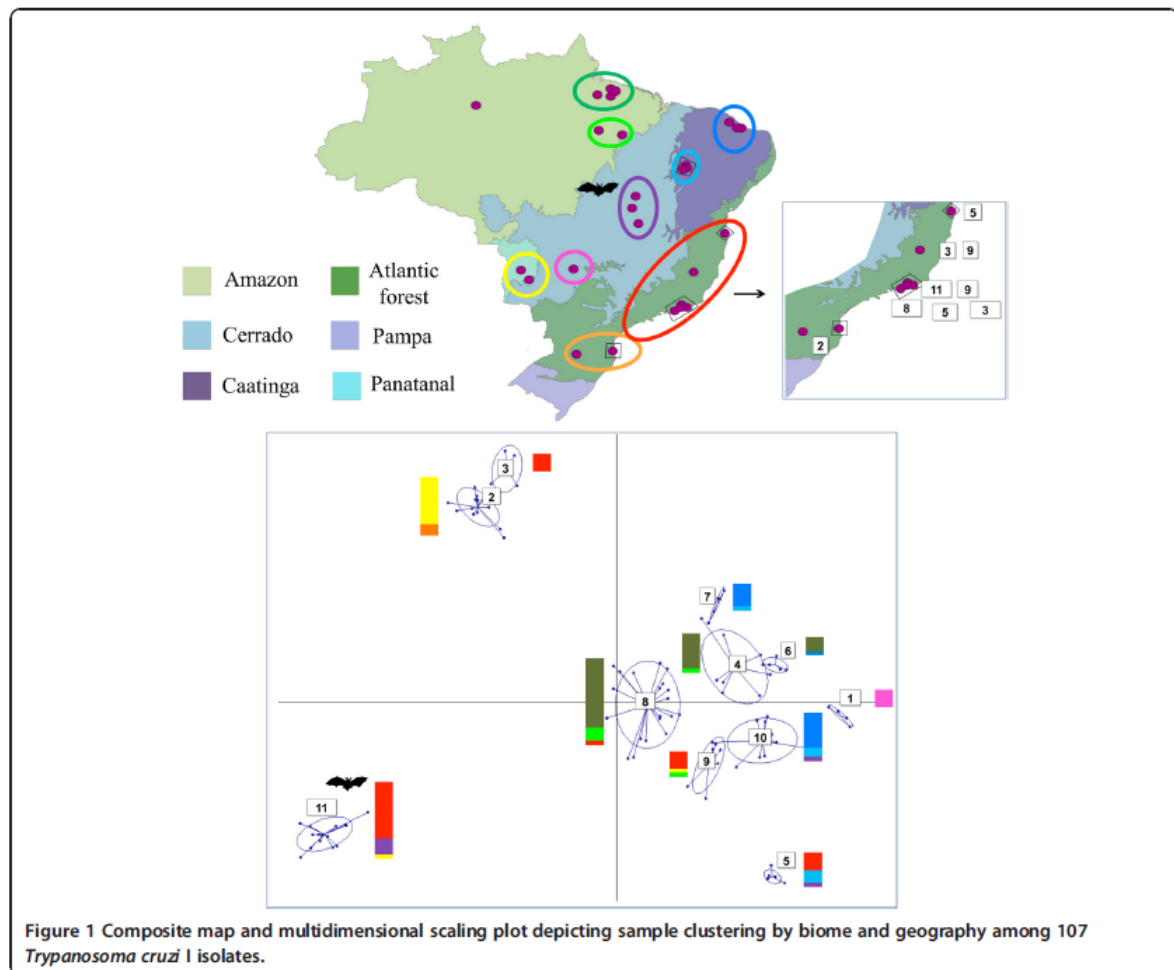 Amazon
Atlantic
forest
Cerrado
Pampa
Caatinga
Panatanal
5
3 9
11 9
8 5 3
2
3
2
7
6
4
1
8
10
9
11
5
Figure 1 Composite map and multidimensional scaling plot depicting sample clustering by biome and geography among 107
Trypanosoma cruzi I isolates.